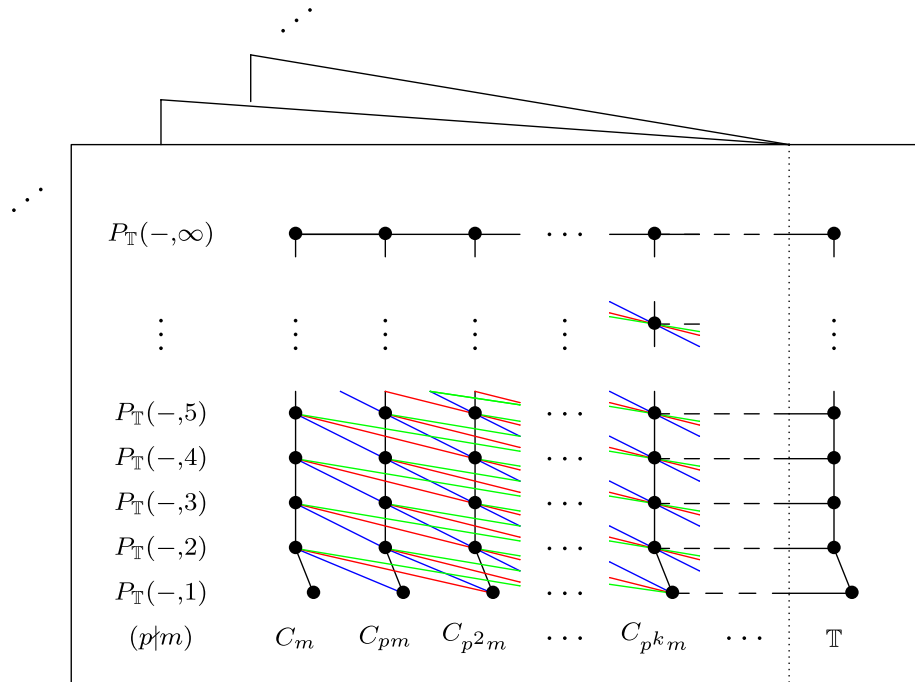 P_𝕋(−,∞)
P_𝕋(−,5)
P_𝕋(−,4)
P_𝕋(−,3)
P_𝕋(−,2)
P_𝕋(−,1)
(p∤m) C_m C_{pm} C_{p^2m} ··· C_{p^km} ··· 𝕋